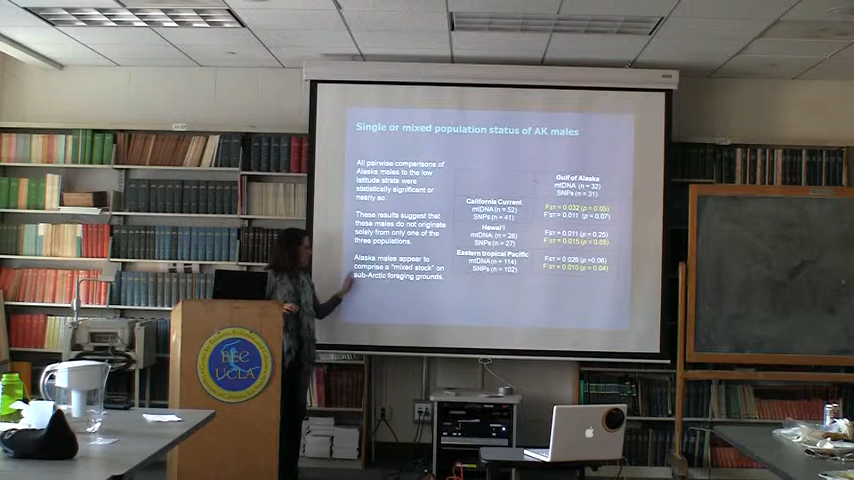 Single or mixed population status of AK males
All pairwise comparisons of
Alaska males to the low
latitude strate were
statistically significant or
nearly so.
These results suggest that
these males do not originate
solely from only one of the
three populations.
Alaska males appear to
comprise a "mixed stock" on
sub-Arctic foraging grounds.
Gulf of Alaska
mtDNA (n = 32)
SNPs (n = 31)
California Current
mtDNA (n = 52)
SNPs (n = 41)
FST = 0.032 (p = 0.05)
F'ST = 0.011 (p = 0.07)
Hawai'i
mtDNA (n = 28)
SNPs (n = 27)
FST = 0.011 (p = 0.25)
F'ST = 0.015 (p = 0.05)
Eastern tropical Pacific
mtDNA (n = 114)
SNPs (n = 102)
FST = 0.026 (p =0.06)
F'ST = 0.010 (p = 0.04)
BEC
UCLA